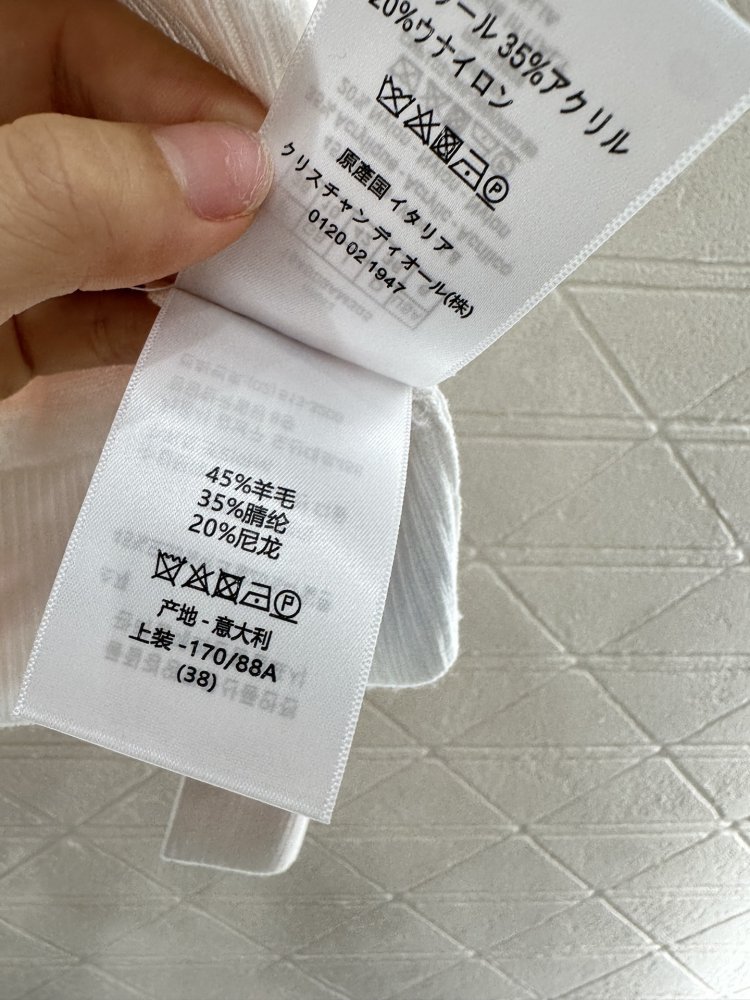 ール 35%アクリル
20%ウナイロン
原産国 イタリア
クリスチャン ディオール(株)
0120 02 1947
45%羊毛
35%腈纶
20%尼龙
P
产地 - 意大利
上装 -170/88A
(38)